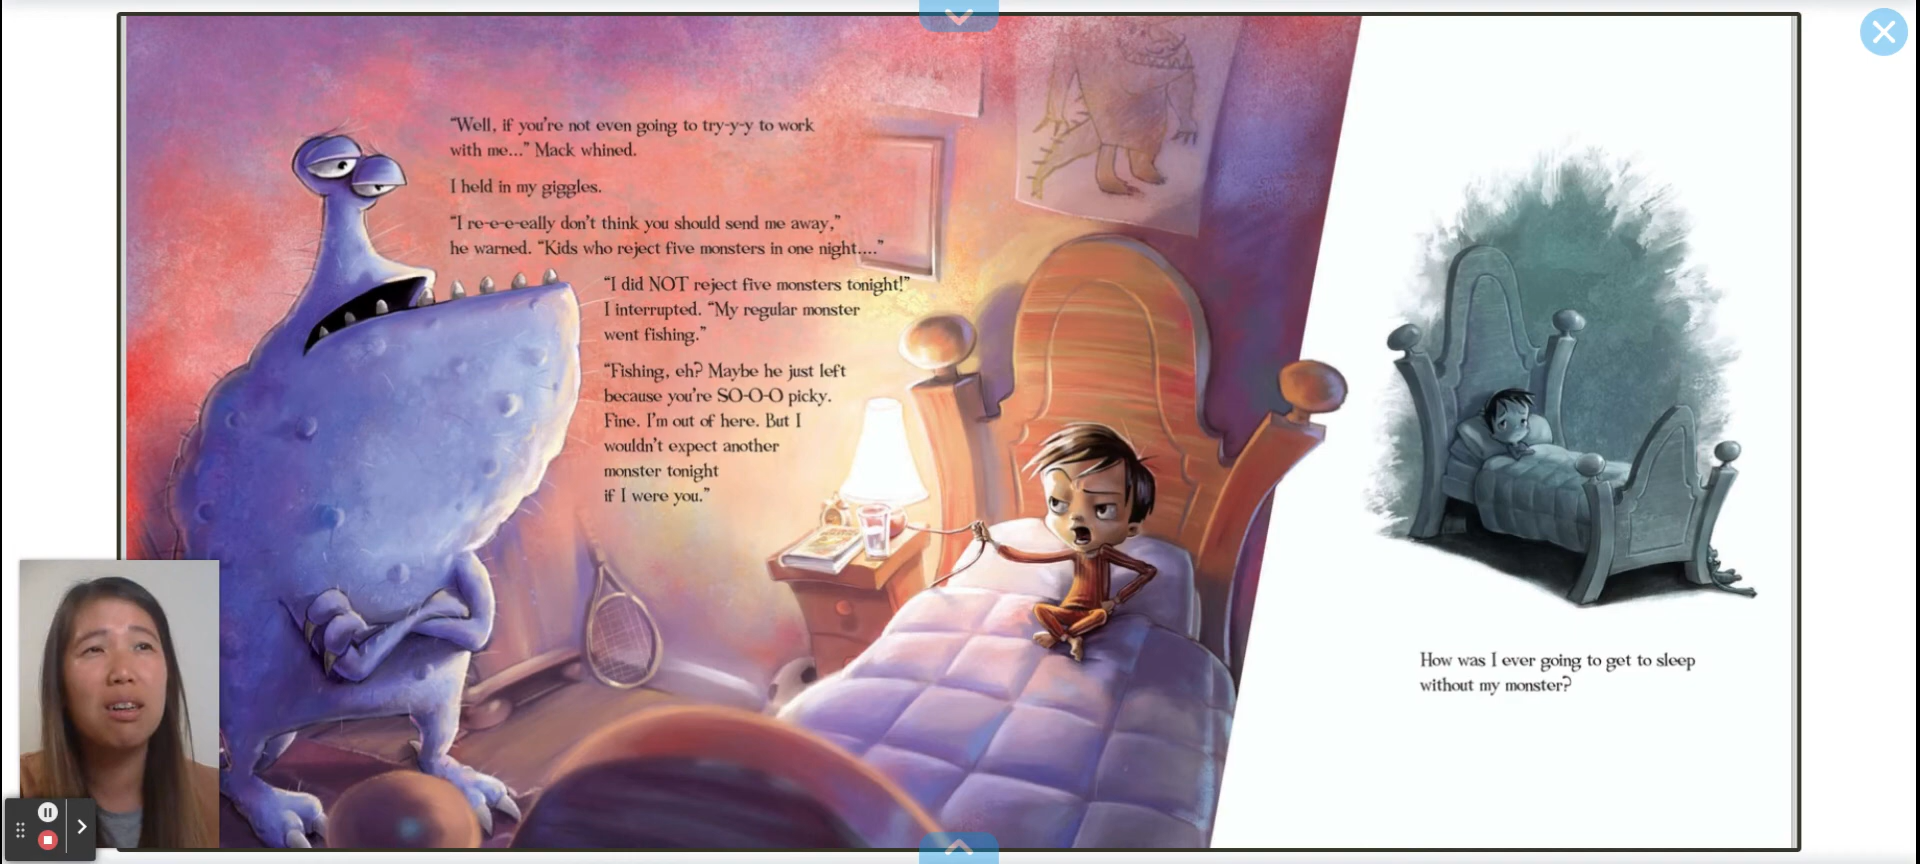 “Well, if you’re not even going to try-y-y to work
with me...” Mack whined.
I held in my giggles.
“I re-e-e-eally don’t think you should send me away,”
he warned. “Kids who reject five monsters in one night....”
“I did NOT reject five monsters tonight!”
I interrupted. “My regular monster
went fishing.”
“Fishing, eh? Maybe he just left
because you’re SO-O-O picky.
Fine. I’m out of here. But I
wouldn’t expect another
monster tonight
if I were you.”
How was I ever going to get to sleep
without my monster?